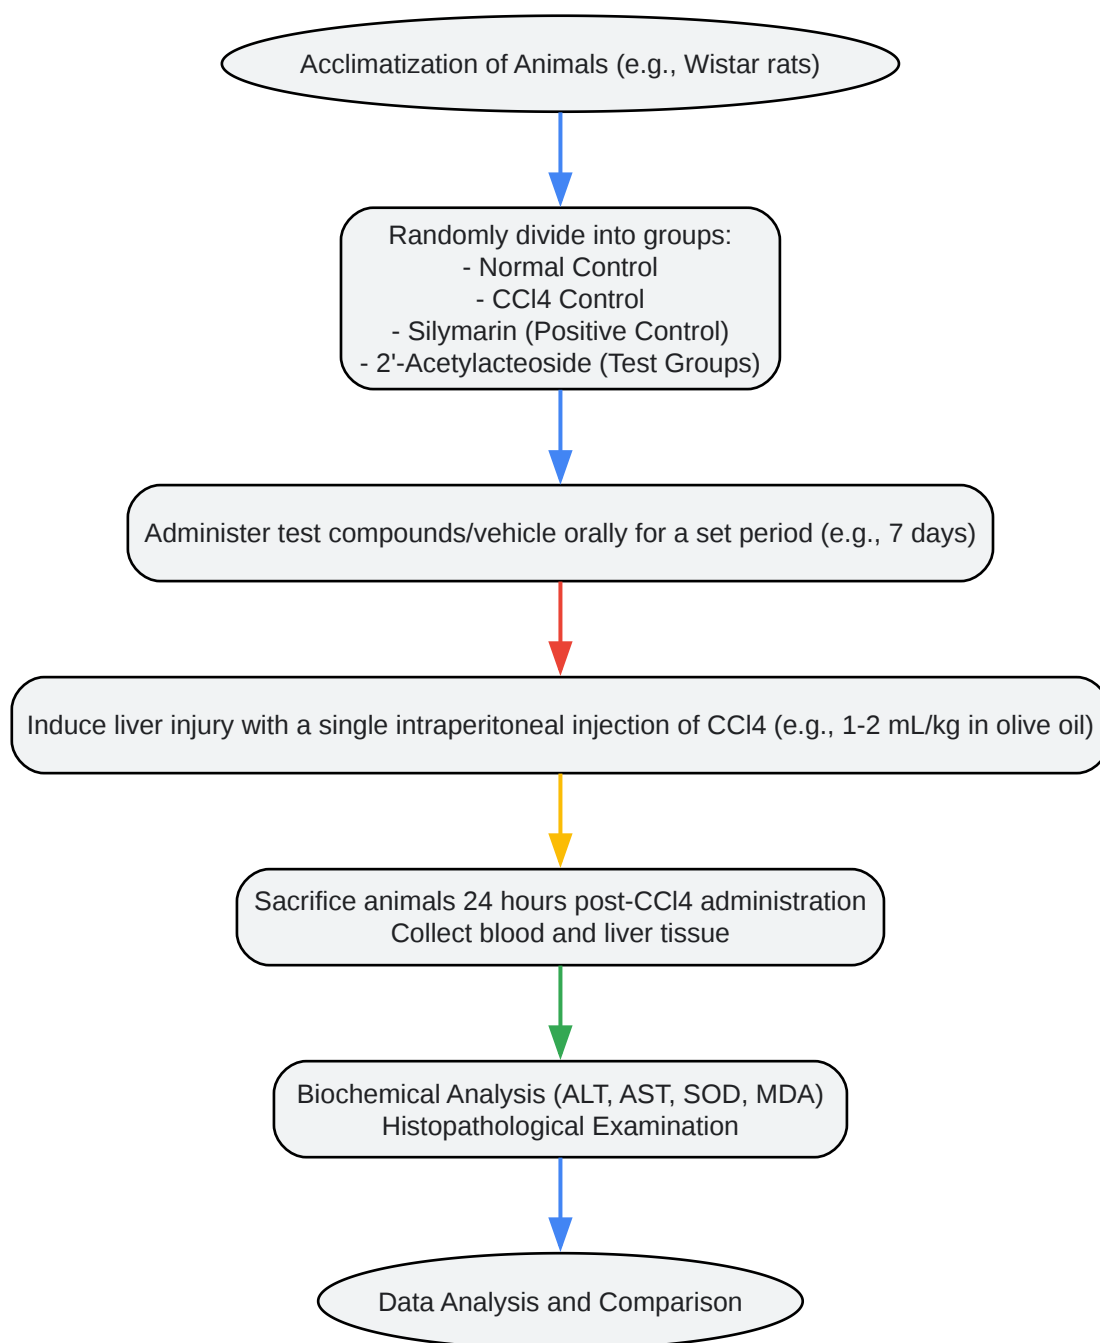 Acclimatization of Animals (e.g., Wistar rats)
Randomly divide into groups:
- Normal Control
- CCl4 Control
- Silymarin (Positive Control)
- 2'-Acetylacteoside (Test Groups)
Administer test compounds/vehicle orally for a set period (e.g., 7 days)
Induce liver injury with a single intraperitoneal injection of CCl4 (e.g., 1-2 mL/kg in olive oil)
Sacrifice animals 24 hours post-CCl4 administration
Collect blood and liver tissue
Biochemical Analysis (ALT, AST, SOD, MDA)
Histopathological Examination
Data Analysis and Comparison